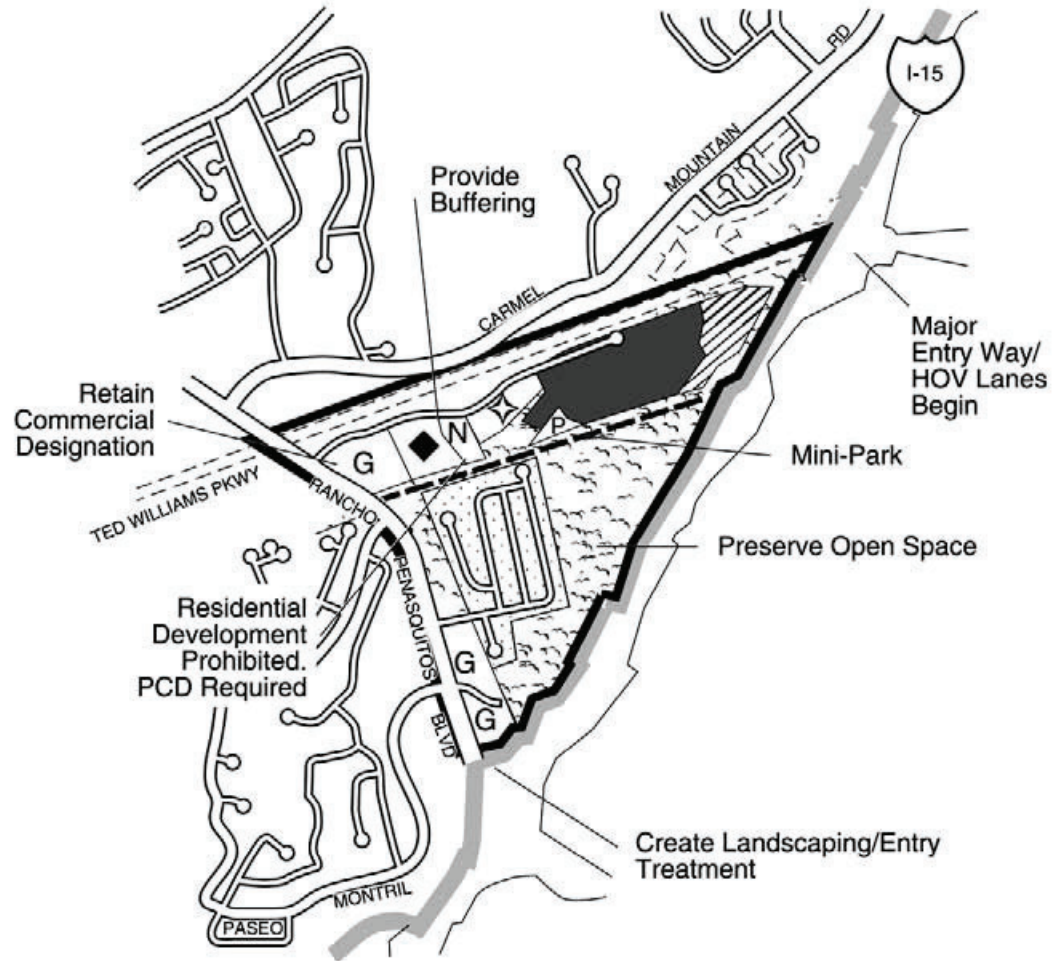 RD
I-15
MOUNTAIN
Provide
Buffering
CARMEL
Major
Entry Way/
HOV Lanes
Begin
Retain
Commercial
Designation
N
P
G
Mini-Park
TED WILLIAMS PKWY
RANCHO
PENASQUITOS
BLVD
Preserve Open Space
Residential
Development
Prohibited.
PCD Required
G
G
Create Landscaping/Entry
Treatment
MONTRIL
PASEO